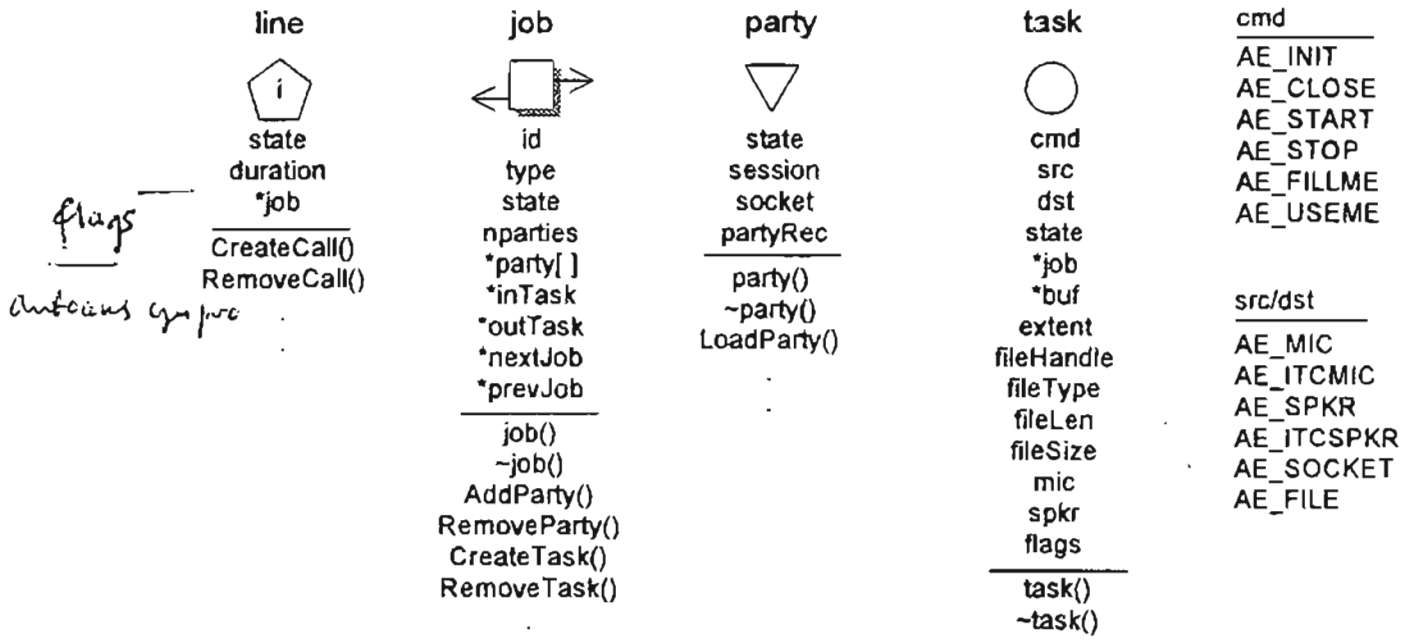 line
i
state
duration
*job
CreateCall()
RemoveCall()
flags
job
id
type
state
nparties
*party[ ]
*inTask
*outTask
*nextJob
*prevJob
job()
~job()
AddParty()
RemoveParty()
CreateTask()
RemoveTask()
party
state
session
socket
partyRec
party()
~party()
LoadParty()
task
cmd
src
dst
state
*job
*buf
extent
fileHandle
fileType
fileLen
fileSize
mic
spkr
flags
task()
~task()
cmd
AE_INIT
AE_CLOSE
AE_START
AE_STOP
AE_FILLME
AE_USEME
src/dst
AE_MIC
AE_ITCMIC
AE_SPKR
AE_ITCSPKR
AE_SOCKET
AE_FILE